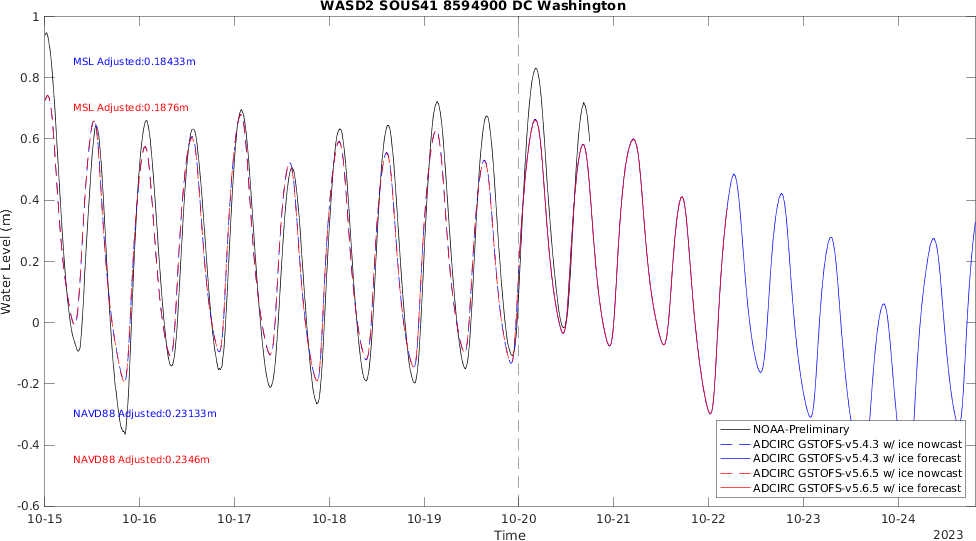 WASD2 SOUS41 8594900 DC Washington
1
0.8
0.6
0.4
0.2
0
-0.2
-0.4
-0.6
Water Level (m)
MSL Adjusted:0.18433m
MSL Adjusted:0.1876m
NAVD88 Adjusted:0.23133m
NAVD88 Adjusted:0.2346m
NOAA-Preliminary
ADCIRC GSTOFS-v5.4.3 w/ ice nowcast
ADCIRC GSTOFS-v5.4.3 w/ ice forecast
ADCIRC GSTOFS-v5.6.5 w/ ice nowcast
ADCIRC GSTOFS-v5.6.5 w/ ice forecast
10-15 10-16 10-17 10-18 10-19 10-20 10-21 10-22 10-23 10-24
Time
2023